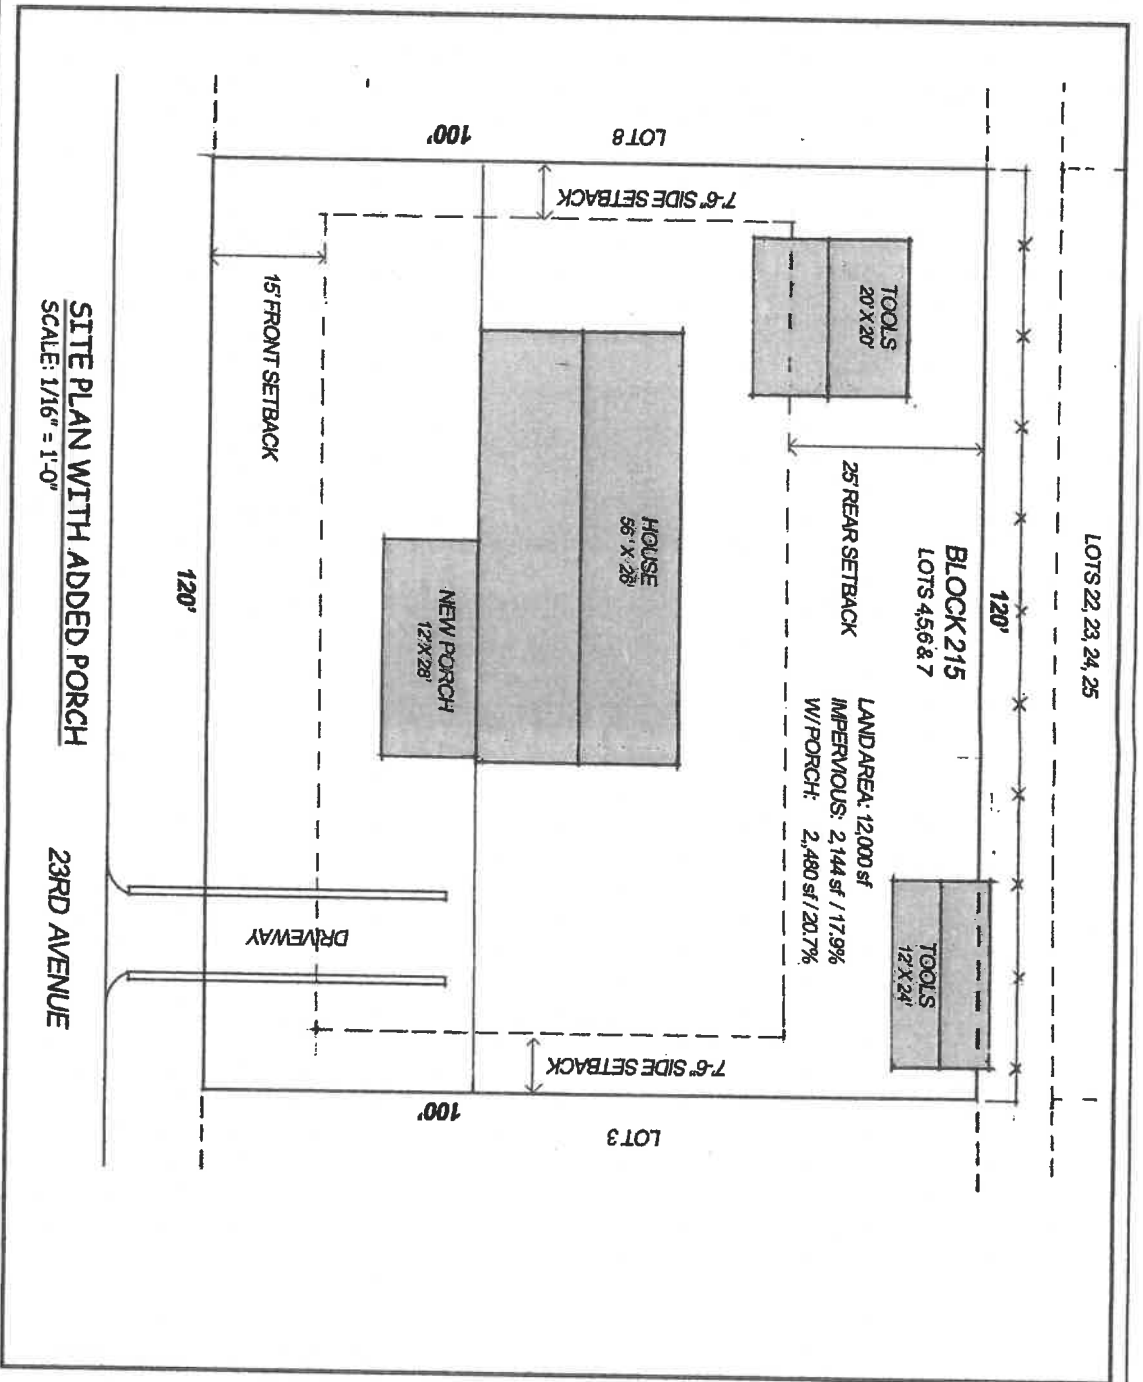 LOTS 22, 23, 24, 25
120'
BLOCK 215
LOTS 4,5,6 & 7
LOT 8
100'
7'-6" SIDE SETBACK
TOOLS
20' X 20'
25' REAR SETBACK
LAND AREA: 12,000 sf
IMPERVIOUS: 2,144 sf / 17.9%
W/ PORCH: 2,480 sf / 20.7%
TOOLS
12' X 24'
HOUSE
56' X 26'
NEW PORCH
12' X 28'
15' FRONT SETBACK
DRIVEWAY
7'-6" SIDE SETBACK
100'
LOT 3
120'
SITE PLAN WITH ADDED PORCH
SCALE: 1/16" = 1'-0"
23RD AVENUE